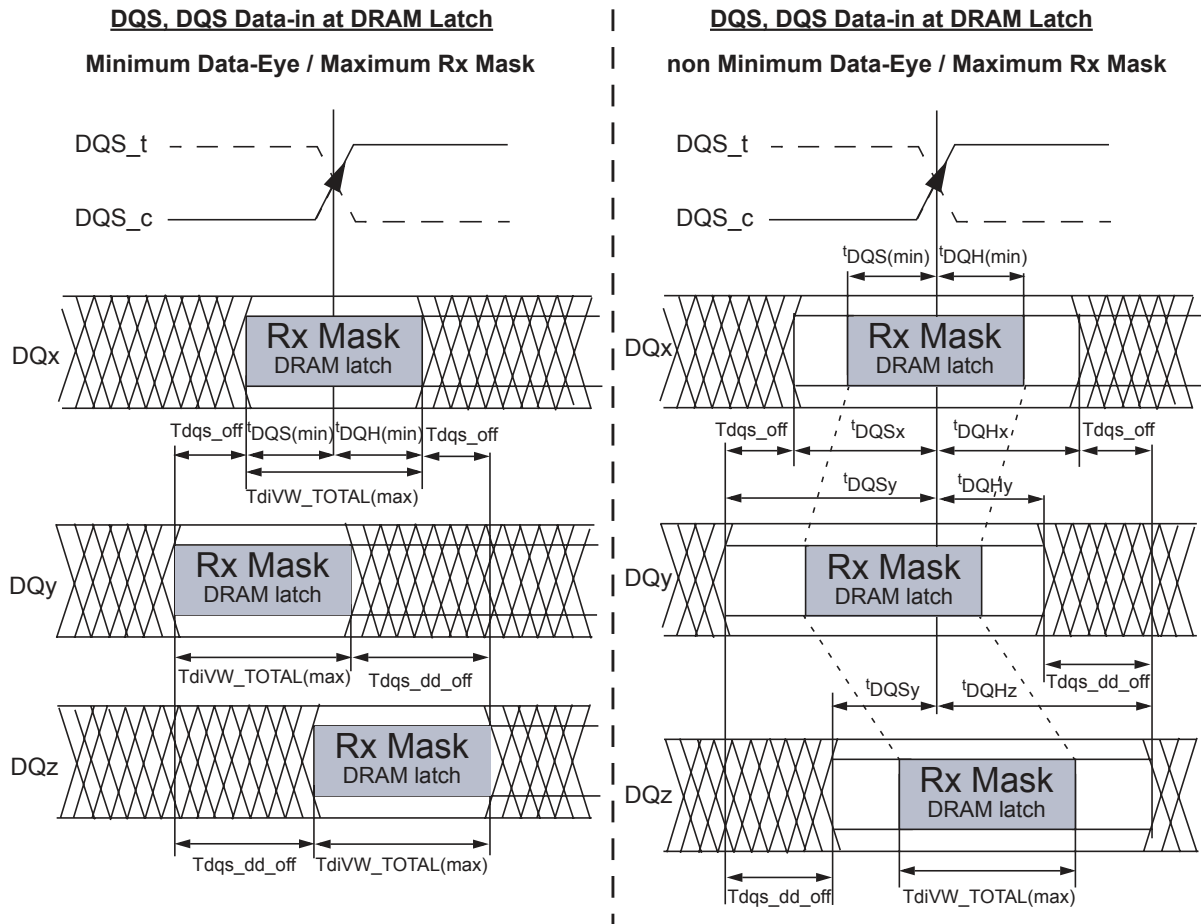 DQS, DQS Data-in at DRAM Latch
Minimum Data-Eye / Maximum Rx Mask
DQS_t
DQS_c
DQx
Rx Mask
DRAM latch
Tdqs_off tDQS(min) tDQH(min) Tdqs_off
TdiVW_TOTAL(max)
DQy
Rx Mask
DRAM latch
TdiVW_TOTAL(max) Tdqs_dd_off
DQz
Rx Mask
DRAM latch
Tdqs_dd_off TdiVW_TOTAL(max)
DQS, DQS Data-in at DRAM Latch
non Minimum Data-Eye / Maximum Rx Mask
DQS_t
DQS_c
tDQS(min) tDQH(min)
DQx
Rx Mask
DRAM latch
Tdqs_off tDQSx tDQHx Tdqs_off
tDQSy tDQHy
DQy
Rx Mask
DRAM latch
Tdqs_dd_off
tDQSy tDQHz
DQz
Rx Mask
DRAM latch
Tdqs_dd_off TdiVW_TOTAL(max)